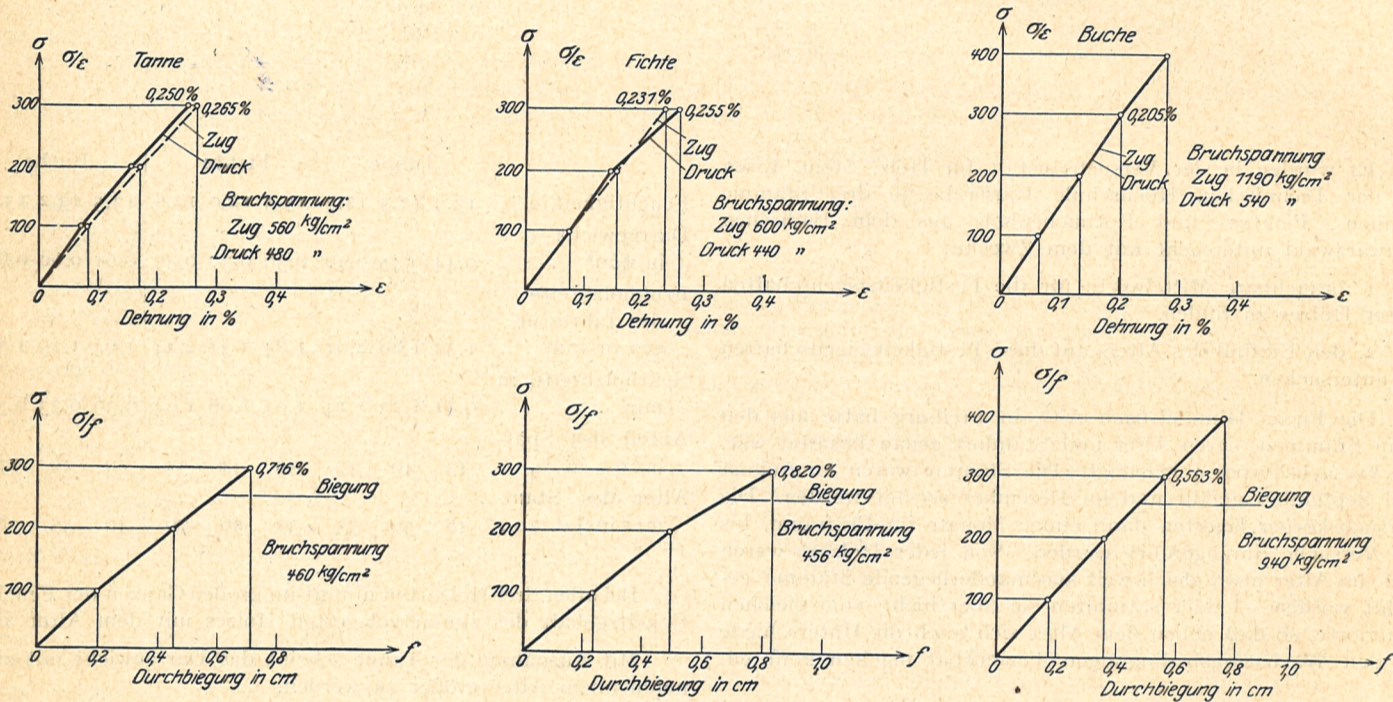 σ
σ/ε Tanne
0,250%
300
0,265%
Zug
Druck
200
Bruchspannung:
Zug 560 kg/cm²
Druck 480 "
100
0
0,1
0,2
0,3
0,4
ε
Dehnung in %
σ
σ/ε Fichte
0,231%
300
0,255%
Zug
Druck
200
Bruchspannung:
Zug 600 kg/cm²
Druck 440 "
100
0
0,1
0,2
0,3
0,4
ε
Dehnung in %
σ
σ/ε Buche
400
300
0,205%
Zug
Druck
Bruchspannung
Zug 1190 kg/cm²
Druck 540 "
200
100
0
0,1
0,2
0,3
0,4
ε
Dehnung in %
σ
σ/f
300
0,716%
Biegung
200
Bruchspannung
460 kg/cm²
100
0
0,2
0,4
0,6
0,8
f
Durchbiegung in cm
σ
σ/f
300
0,820%
Biegung
200
Bruchspannung
456 kg/cm²
100
0
0,2
0,4
0,6
0,8
1,0
f
Durchbiegung in cm
σ
σ/f
400
300
0,563%
Biegung
200
Bruchspannung
940 kg/cm²
100
0
0,2
0,4
0,6
0,8
1,0
f
Durchbiegung in cm